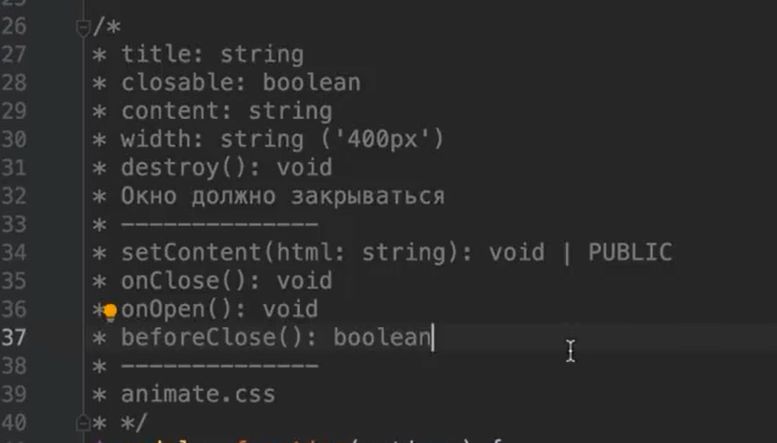 25
26 /*
27 * title: string
28 * closable: boolean
29 * content: string
30 * width: string ('400px')
31 * destroy(): void
32 * Окно должно закрываться
33 * --------------
34 * setContent(html: string): void | PUBLIC
35 * onClose(): void
36 * onOpen(): void
37 * beforeClose(): boolean
38 * --------------
39 * animate.css
40 * */